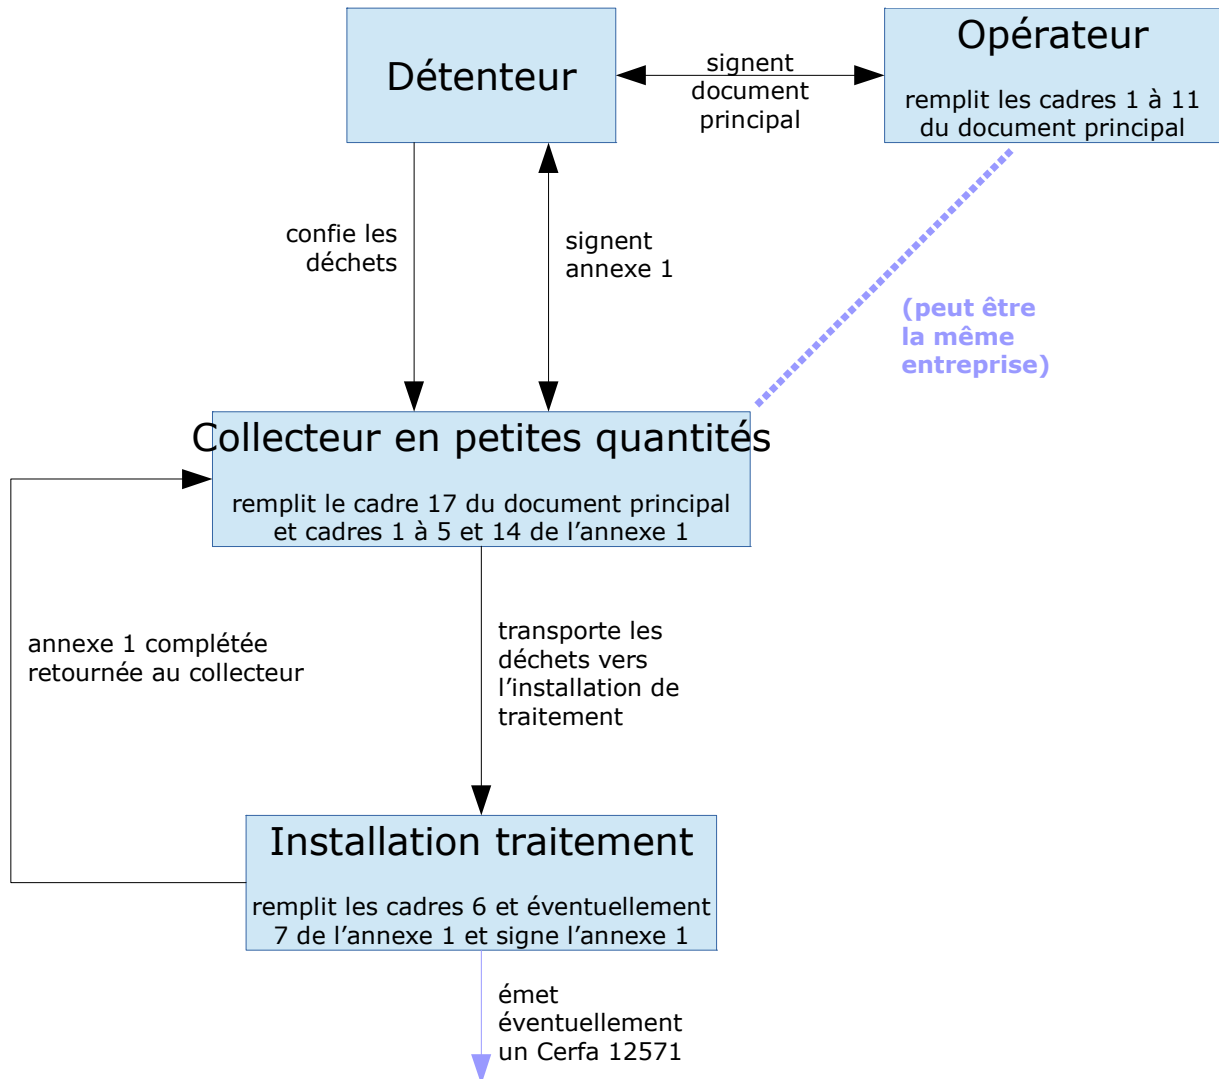 Détenteur
signent
document
principal
Opérateur
remplit les cadres 1 à 11
du document principal
confie les
déchets
signent
annexe 1
(peut être
la même
entreprise)
Collecteur en petites quantités
remplit le cadre 17 du document principal
et cadres 1 à 5 et 14 de l’annexe 1
annexe 1 complétée
retournée au collecteur
transporte les
déchets vers
l’installation de
traitement
Installation traitement
remplit les cadres 6 et éventuellement
7 de l’annexe 1 et signe l’annexe 1
émet
éventuellement
un Cerfa 12571